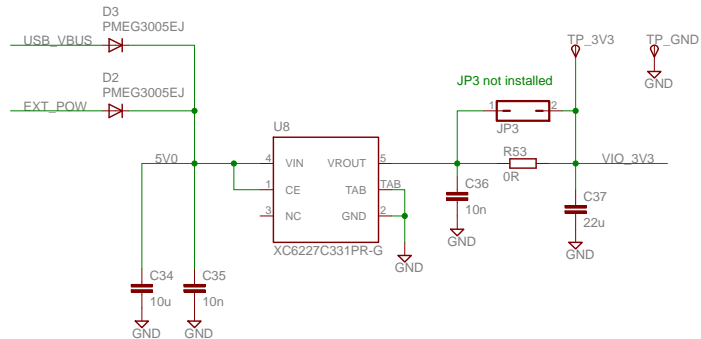 D3
PMEG3005EJ
USB_VBUS
D2
PMEG3005EJ
EXT_POW
TP_3V3
TP_GND
GND
JP3 not installed
1
2
JP3
U8
5V0
4
VIN
VROUT
5
R53
0R
VIO_3V3
1
CE
TAB
TAB
C36
10n
GND
3
NC
GND
2
XC6227C331PR-G
GND
C37
22u
GND
C34
10u
GND
C35
10n
GND